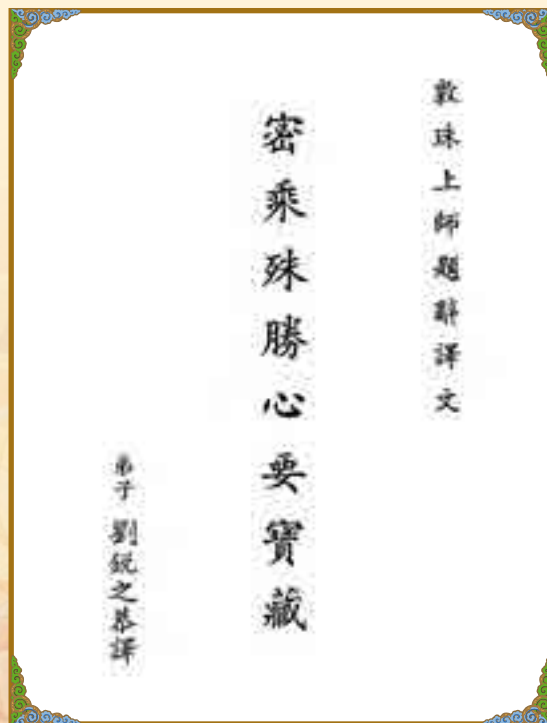 敦珠上師題辭譯文
密乘殊勝心要寶藏
弟子 劉銳之恭譯